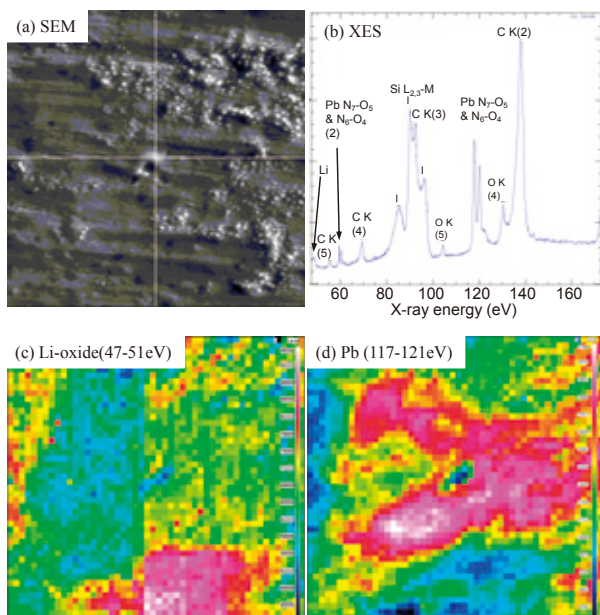 (a) SEM
(b) XES
C K(2)
Si L2,3-M
I
C K(3)
Pb N7-O5
& N6-O4
(2)
Pb N7-O5
& N6-O4
I
Li
I
O K
(4)
C K
(4)
O K
(5)
C K
(5)
60 80 100 120 140 160
X-ray energy (eV)
(c) Li-oxide(47-51eV)
(d) Pb (117-121eV)